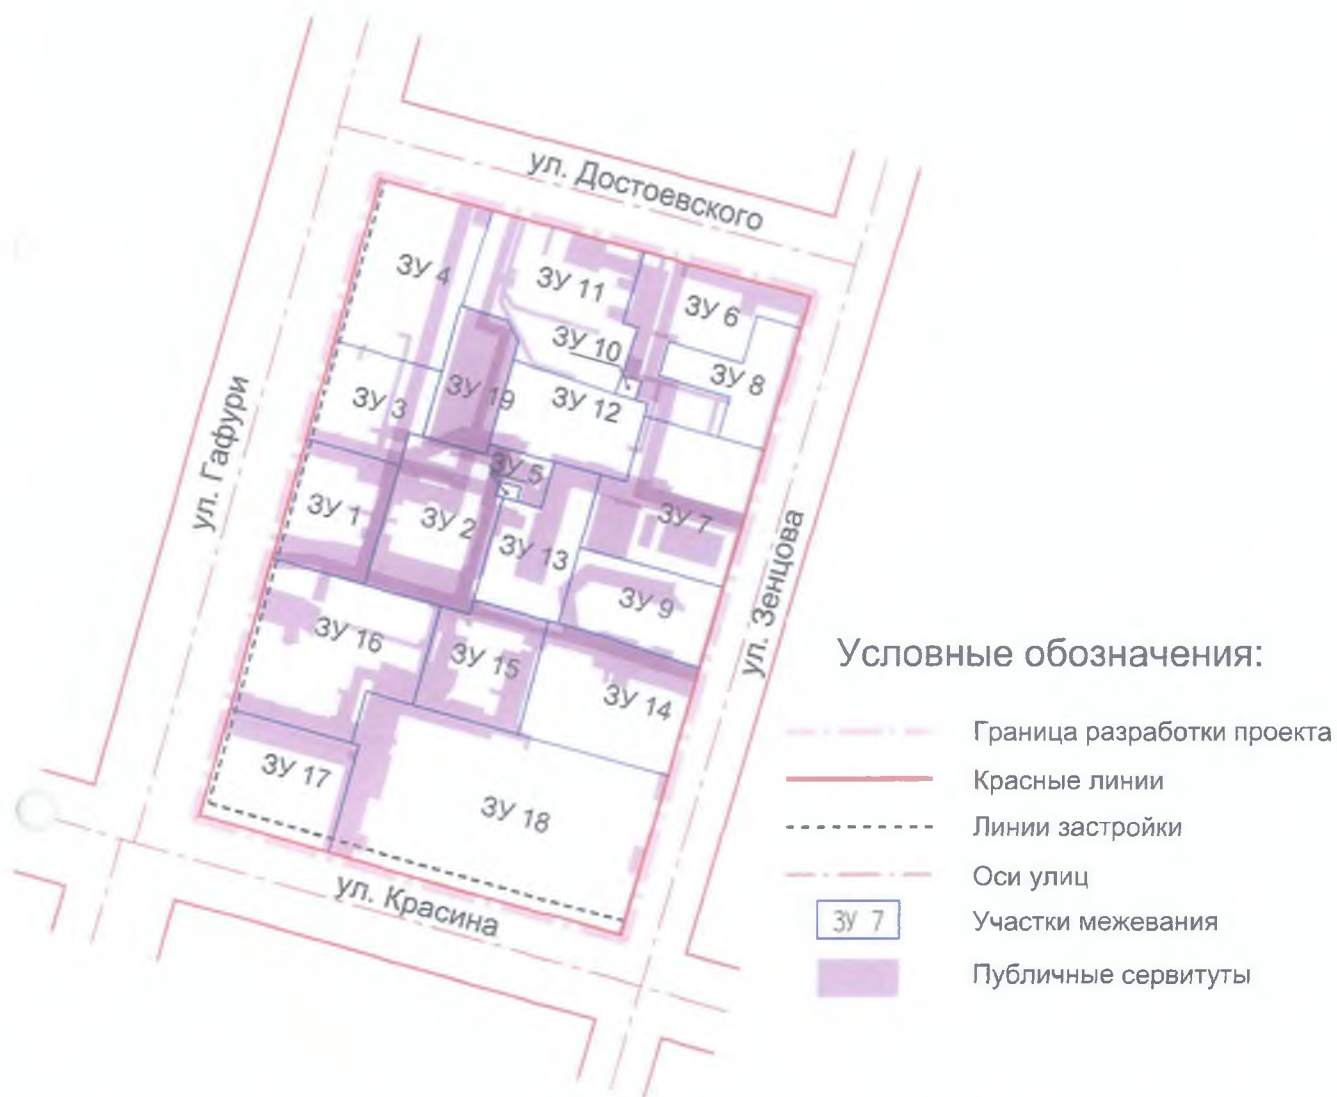 ул. Достоевского
ЗУ 4
ЗУ 11
ЗУ 6
ЗУ 10
ЗУ 8
ул. Гафури
ЗУ 3
ЗУ 19
ЗУ 12
ЗУ 5
ЗУ 1
ЗУ 2
ЗУ 7
ЗУ 13
ул. Зенцова
ЗУ 9
ЗУ 16
ЗУ 15
ЗУ 14
ЗУ 17
ЗУ 18
ул. Красина
Условные обозначения:
Граница разработки проекта
Красные линии
Линии застройки
Оси улиц
ЗУ 7
Участки межевания
Публичные сервитуты